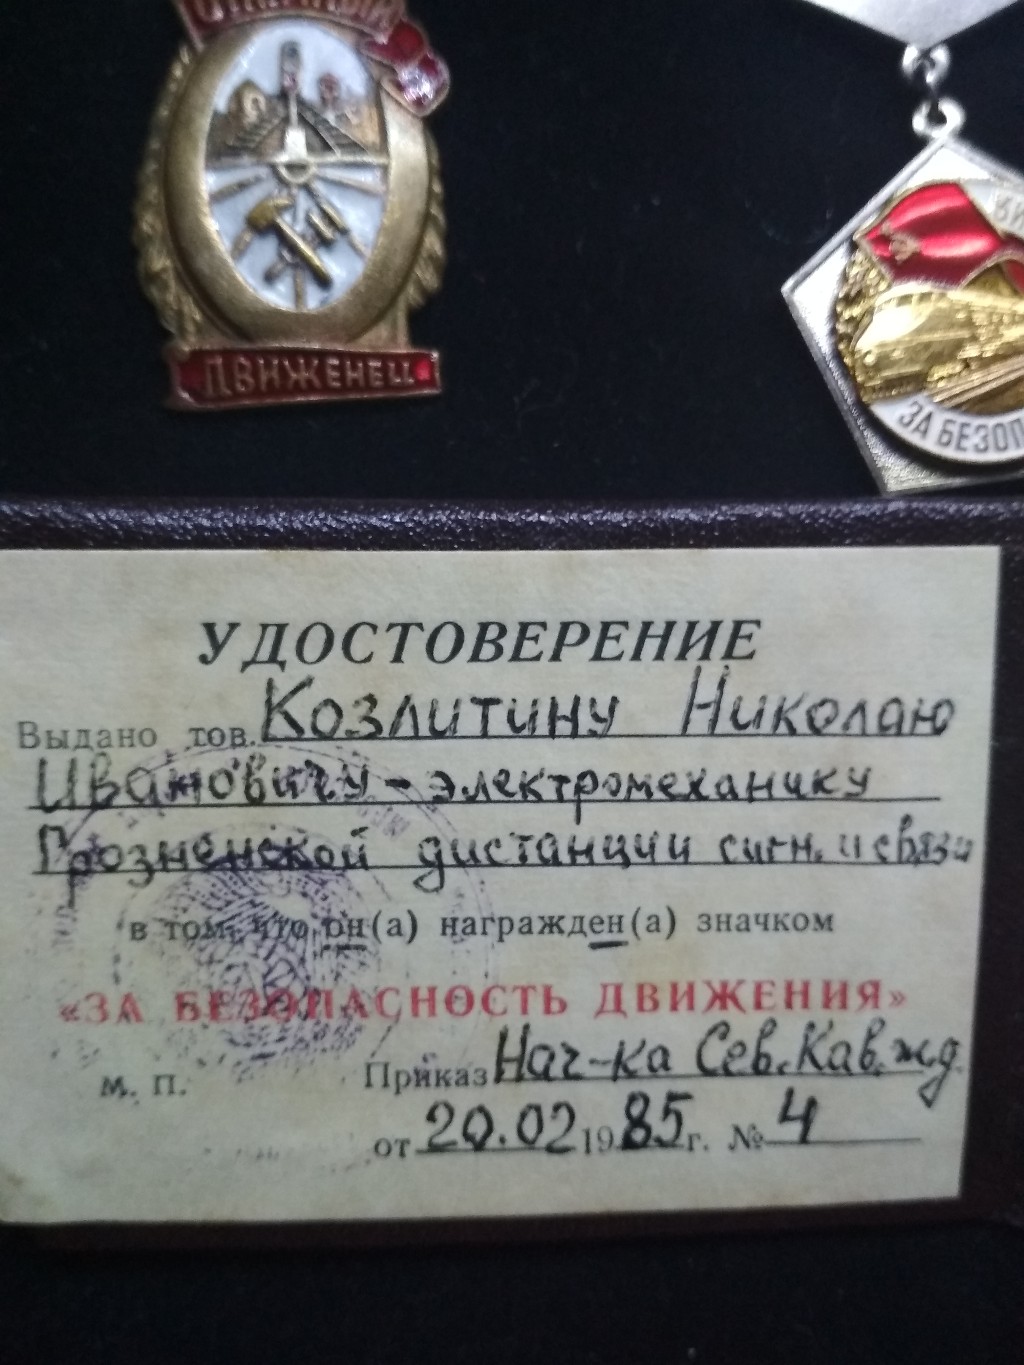 ДВИЖЕНЕЦ
ЗА БЕЗОП
УДОСТОВЕРЕНИЕ
Выдано тов. Козлитину Николаю
Ивановичу - электромеханику
Грозненской дистанции сигн. и связи
в том, что он(а) награжден(а) значком
«ЗА БЕЗОПАСНОСТЬ ДВИЖЕНИЯ»
м. п. Приказ Нач-ка Сев.Кав.жд.
от 20.02 1985 г. № 4